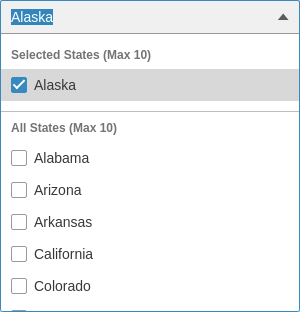 Alaska
Selected States (Max 10)
Alaska
All States (Max 10)
Alabama
Arizona
Arkansas
California
Colorado